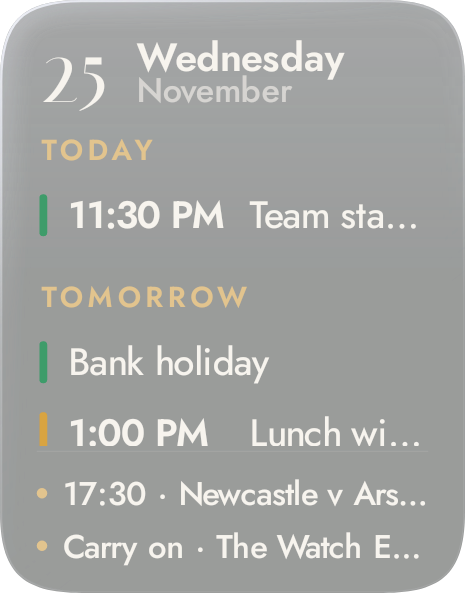 25 Wednesday
November
TODAY
11:30 PM Team sta...
TOMORROW
Bank holiday
1:00 PM Lunch wi...
17:30 · Newcastle v Ars...
Carry on · The Watch E...